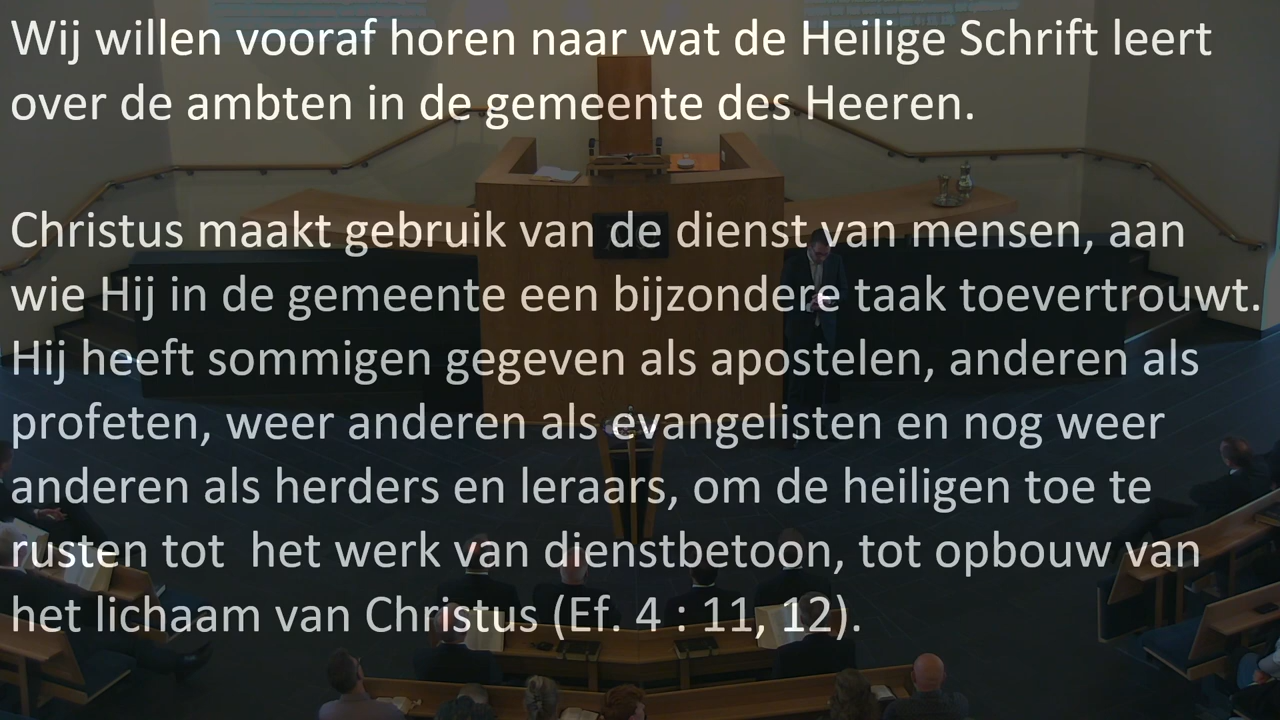 Wij willen vooraf horen naar wat de Heilige Schrift leert
over de ambten in de gemeente des Heeren.
Christus maakt gebruik van de dienst van mensen, aan
wie Hij in de gemeente een bijzondere taak toevertrouwt.
Hij heeft sommigen gegeven als apostelen, anderen als
profeten, weer anderen als evangelisten en nog weer
anderen als herders en leraars, om de heiligen toe te
rusten tot  het werk van dienstbetoon, tot opbouw van
het lichaam van Christus (Ef. 4 : 11, 12).